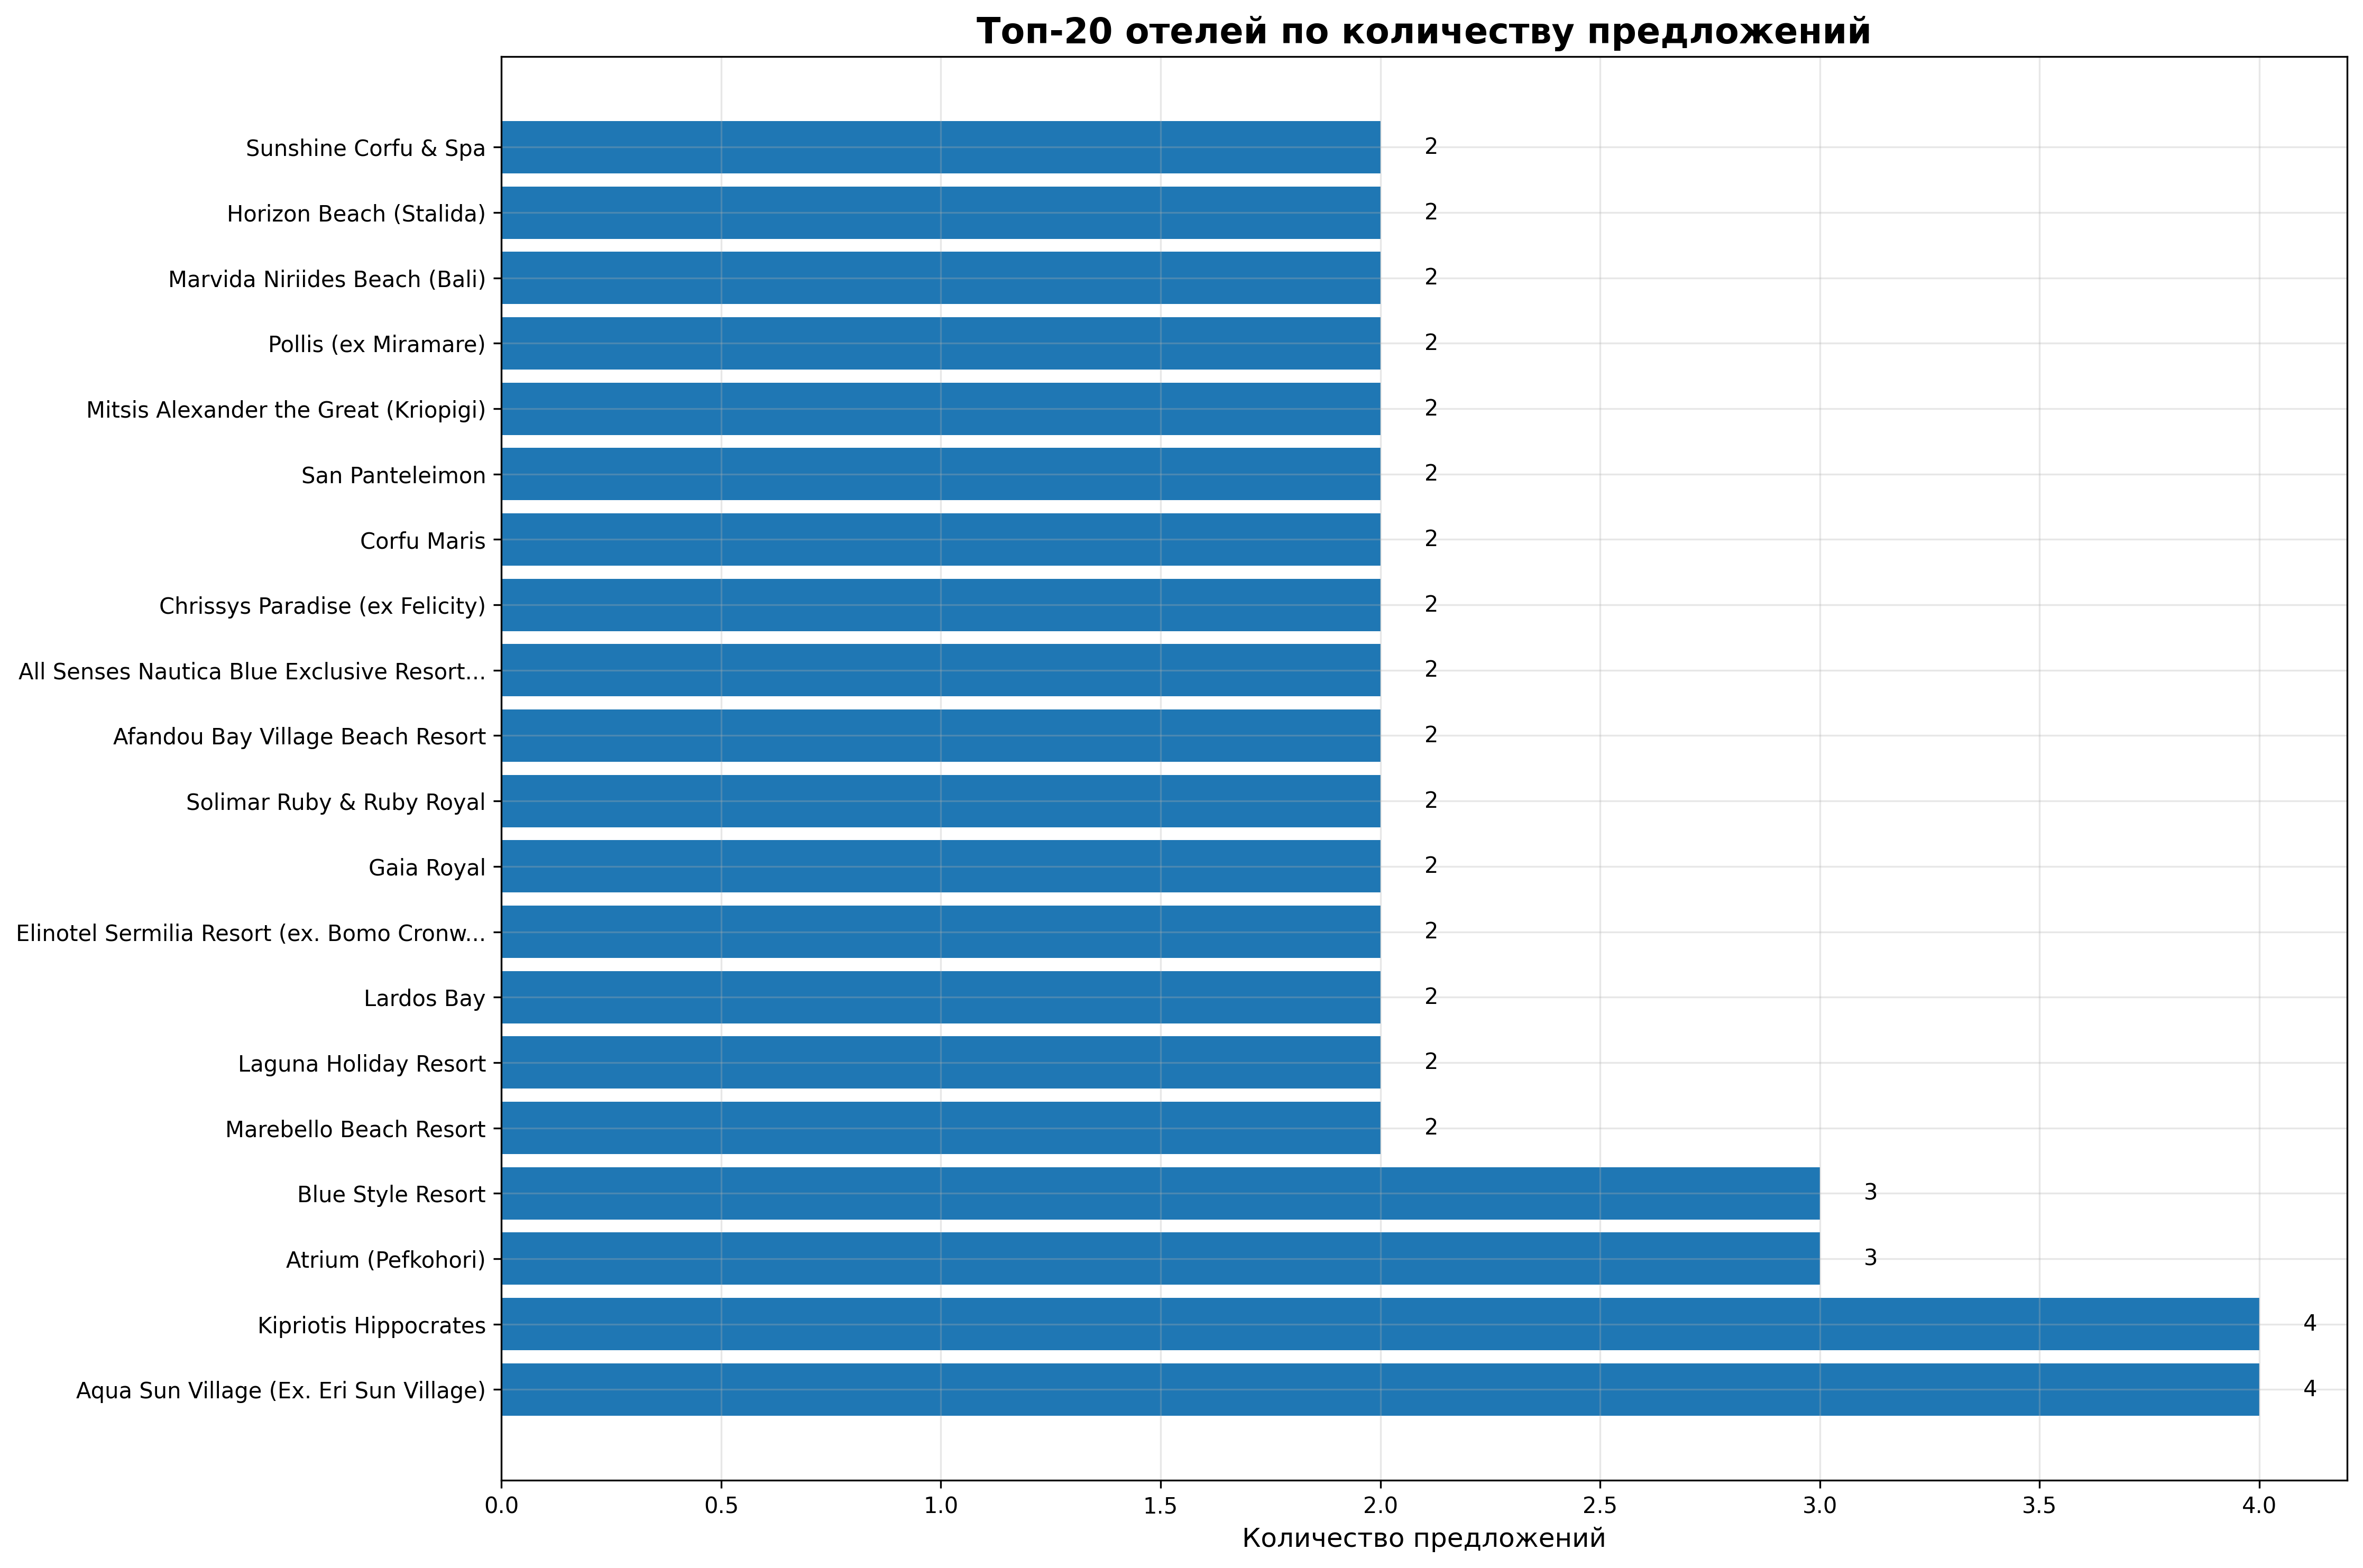 Топ-20 отелей по количеству предложений
Sunshine Corfu & Spa 2
Horizon Beach (Stalida) 2
Marvida Niriides Beach (Bali) 2
Pollis (ex Miramare) 2
Mitsis Alexander the Great (Kriopigi) 2
San Panteleimon 2
Corfu Maris 2
Chrissys Paradise (ex Felicity) 2
All Senses Nautica Blue Exclusive Resort... 2
Afandou Bay Village Beach Resort 2
Solimar Ruby & Ruby Royal 2
Gaia Royal 2
Elinotel Sermilia Resort (ex. Bomo Cronw... 2
Lardos Bay 2
Laguna Holiday Resort 2
Marebello Beach Resort 2
Blue Style Resort 3
Atrium (Pefkohori) 3
Kipriotis Hippocrates 4
Aqua Sun Village (Ex. Eri Sun Village) 4
0.0 0.5 1.0 1.5 2.0 2.5 3.0 3.5 4.0
Количество предложений